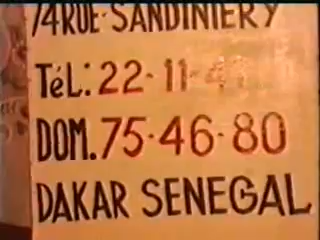 74 RUE-SANDINIERY
TéL: 22-11-4
DOM. 75-46-80
DAKAR SENEGAL